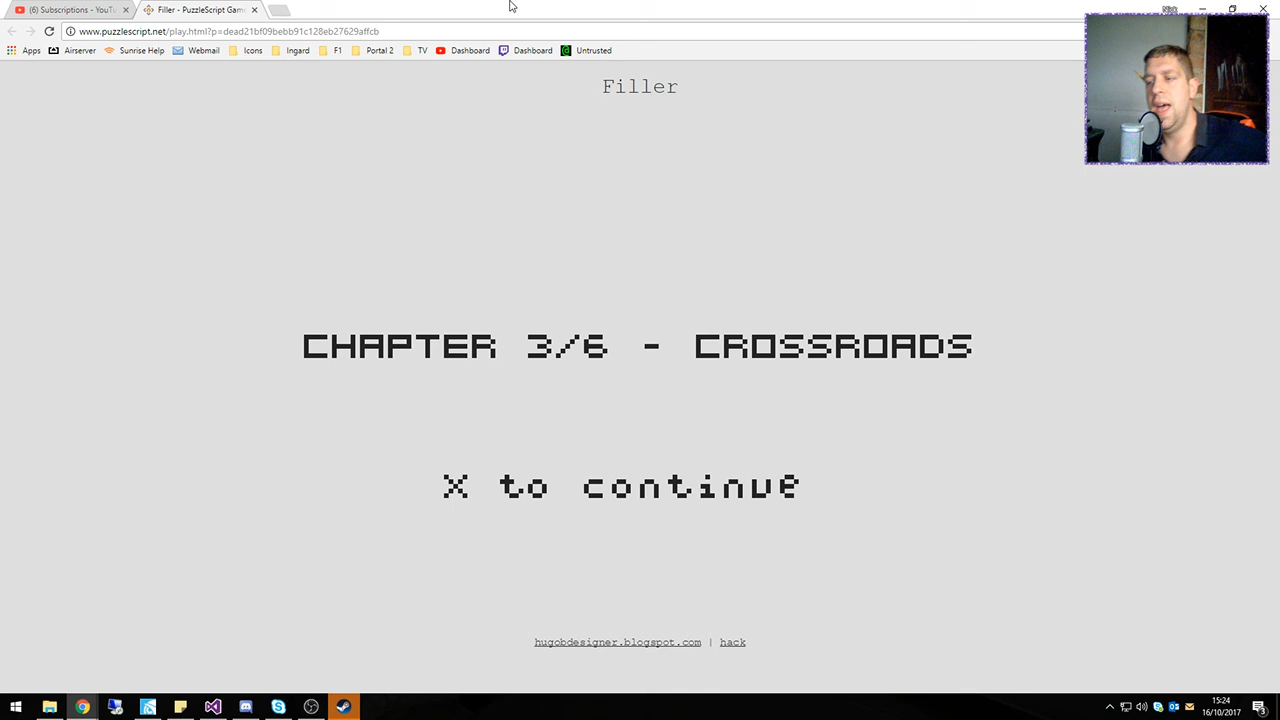 (6) Subscriptions - YouTu
Filler - PuzzleScript Gam
Nick
www.puzzlescript.net/play.html?p=dead21bf09bebb91c128eb27629affcb
Apps Airserver Sunrise Help Webmail Icons Ingard F1 Portal 2 TV Dashboard Dashboard Untrusted
Filler
CHAPTER 3/6 - CROSSROADS
X to continue
hugobdesigner.blogspot.com | hack
15:24
16/10/2017
3